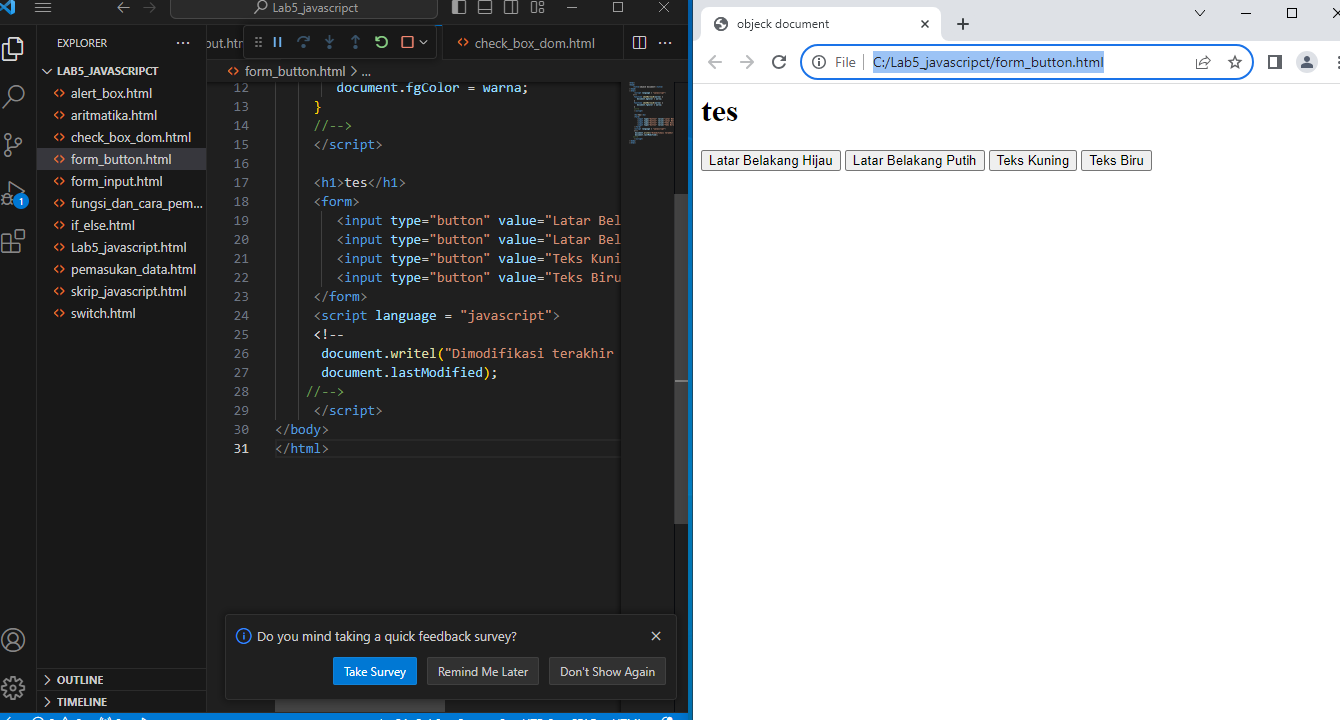 Lab5_javascripct
EXPLORER
LAB5_JAVASCRIPCT
alert_box.html
aritmatika.html
check_box_dom.html
form_button.html
form_input.html
fungsi_dan_cara_pem...
if_else.html
Lab5_javascript.html
pemasukan_data.html
skrip_javascript.html
switch.html
OUTLINE
TIMELINE
1
check_box_dom.html
form_button.html > ...
12 document.fgColor = warna;
13 }
14 //-->
15 </script>
16
17 <h1>tes</h1>
18 <form>
19 <input type="button" value="Latar Bel
20 <input type="button" value="Latar Bel
21 <input type="button" value="Teks Kuni
22 <input type="button" value="Teks Biru
23 </form>
24 <script language = "javascript">
25 <!--
26 document.writel("Dimodifikasi terakhir
27 document.lastModified);
28 //-->
29 </script>
30 </body>
31 </html>
Do you mind taking a quick feedback survey?
Take Survey Remind Me Later Don't Show Again
objeck document
File C:/Lab5_javascripct/form_button.html
tes
Latar Belakang Hijau Latar Belakang Putih Teks Kuning Teks Biru